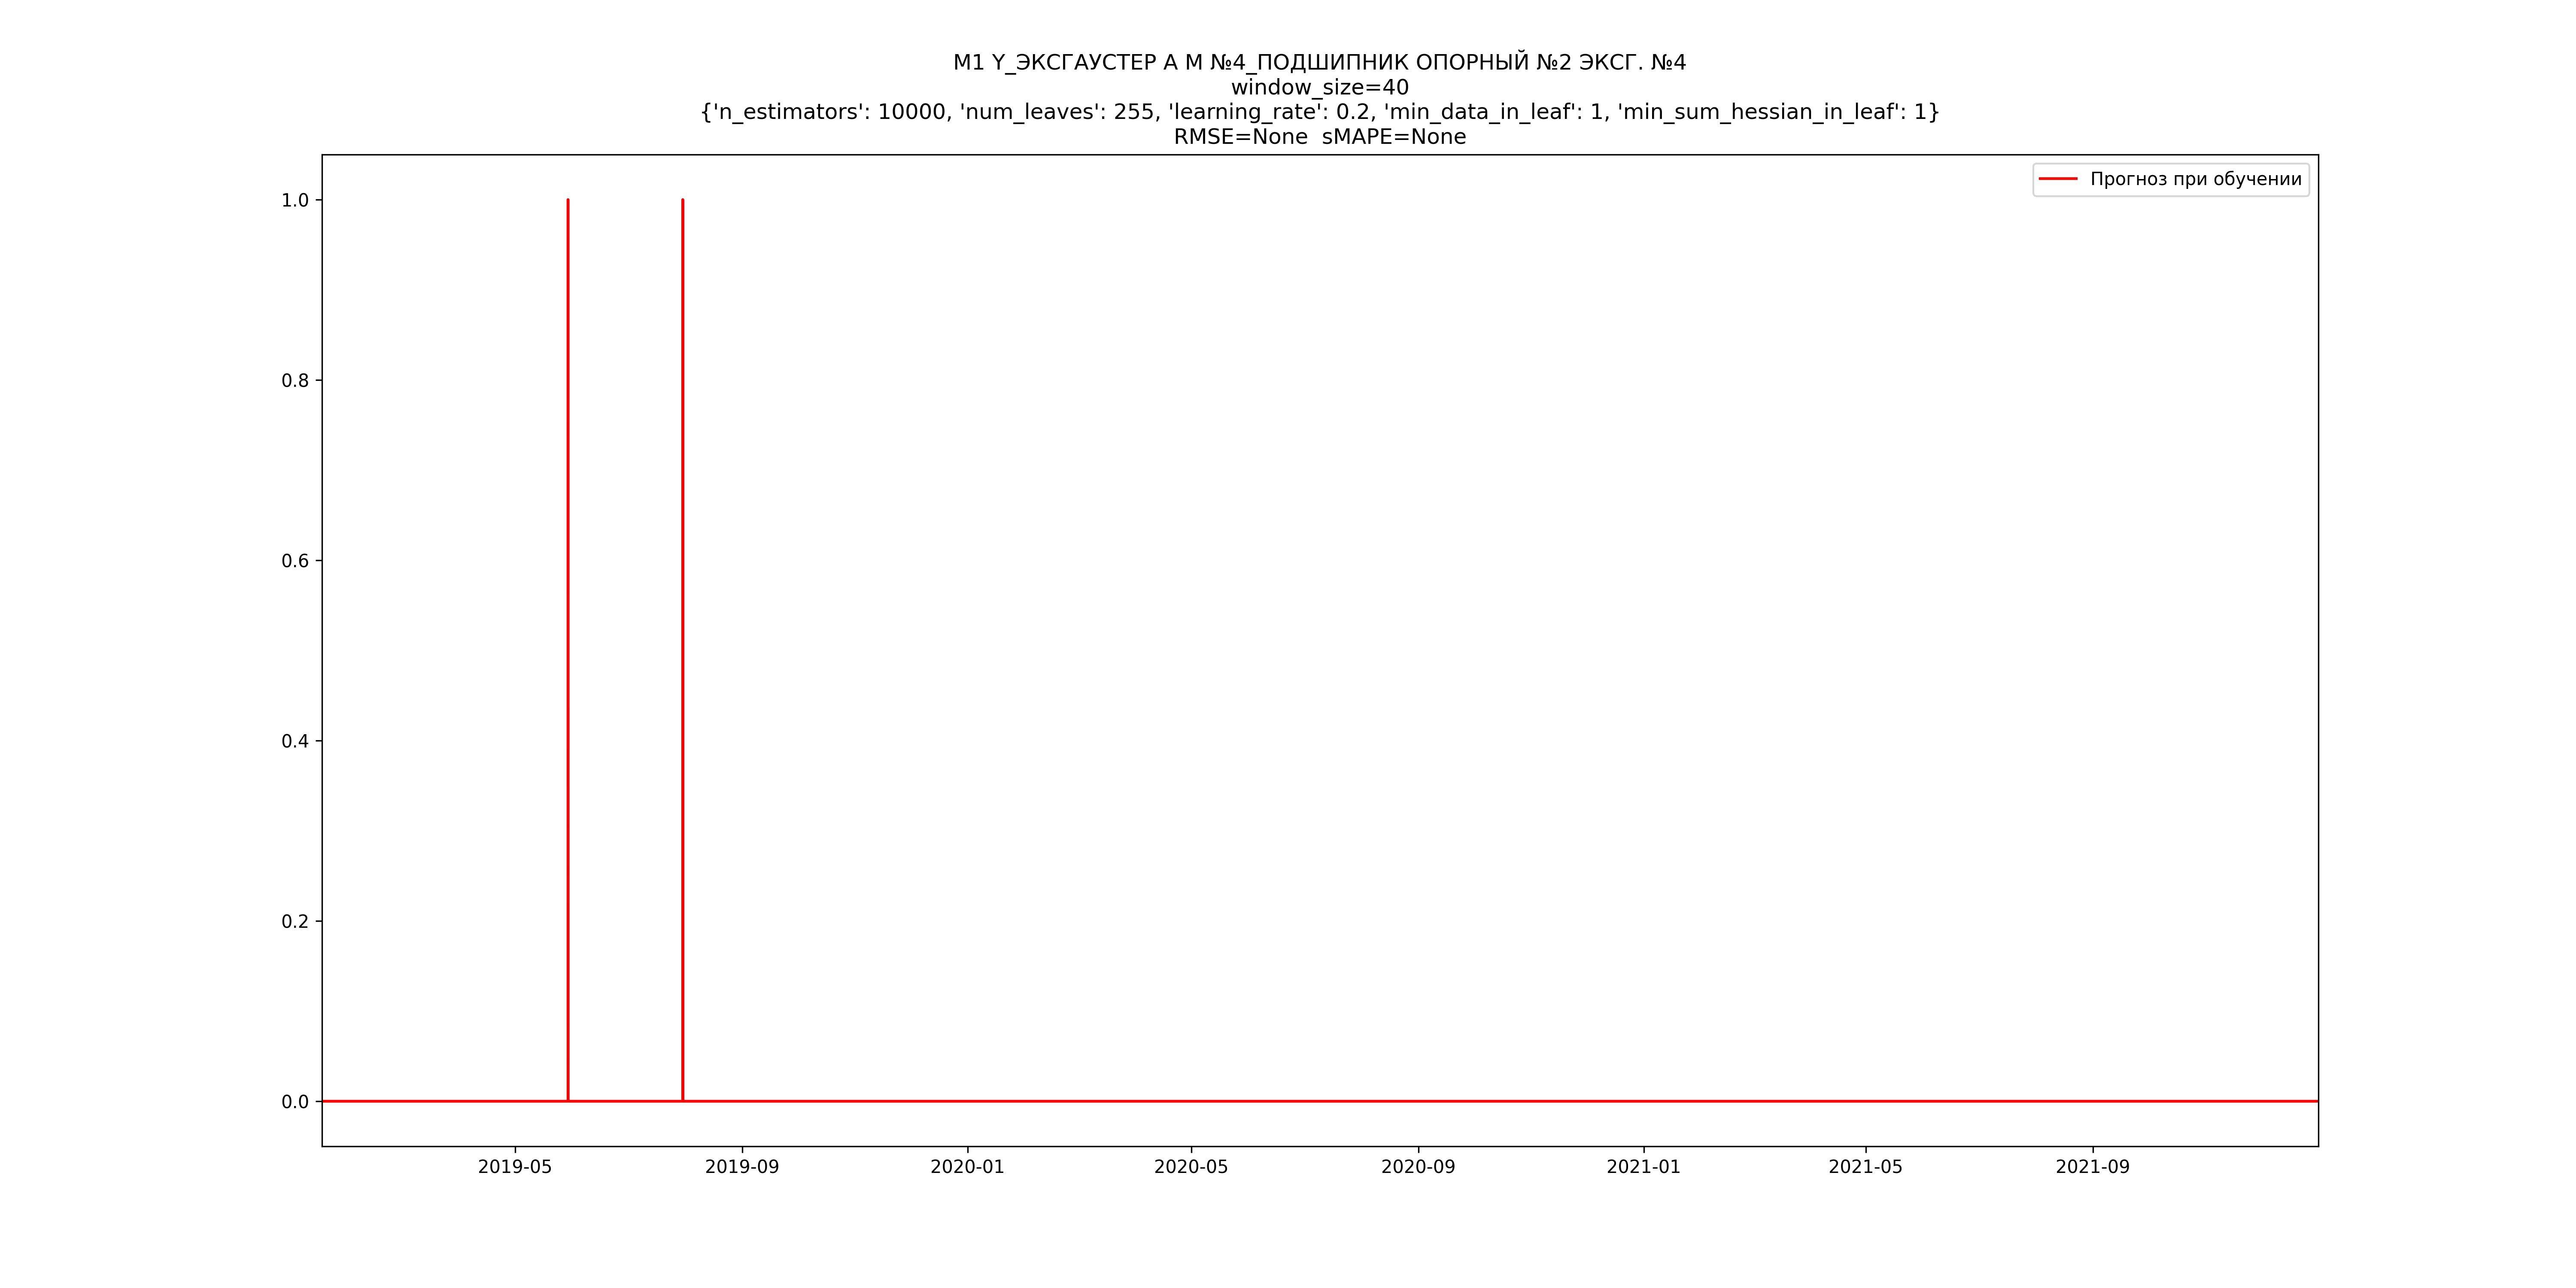 M1 Y_ЭКСГАУСТЕР А М №4_ПОДШИПНИК ОПОРНЫЙ №2 ЭКСГ. №4
window_size=40
{'n_estimators': 10000, 'num_leaves': 255, 'learning_rate': 0.2, 'min_data_in_leaf': 1, 'min_sum_hessian_in_leaf': 1}
RMSE=None  sMAPE=None
Прогноз при обучении
1.0
0.8
0.6
0.4
0.2
0.0
2019-05 2019-09 2020-01 2020-05 2020-09 2021-01 2021-05 2021-09